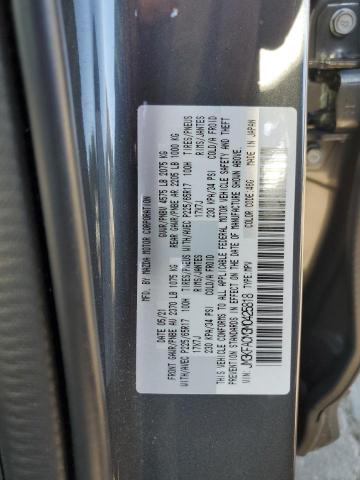 MFD. BY MAZDA MOTOR CORPORATION
05/21 GVWR/PNBV 4575 LB 2075 KG
FRONT GAWR/PNBE AV 2370 LB 1075 KG REAR GAWR/PNBE AR 2205 LB 1000 KG
WITH/AVEC P225/65R17 100H TIRES/PNEUS WITH/AVEC P225/65R17 100H TIRES/PNEUS
17X7J RIMS/JANTES 17X7J RIMS/JANTES
230 KPA/34 PSI COLD/A FROID 230 KPA/34 PSI COLD/A FROID
THIS VEHICLE CONFORMS TO ALL APPLICABLE FEDERAL MOTOR VEHICLE SAFETY AND THEFT
PREVENTION STANDARDS IN EFFECT ON THE DATE OF MANUFACTURE SHOWN ABOVE.
VIN: TYPE: MPV COLOR CODE: 46G MADE IN JAPAN